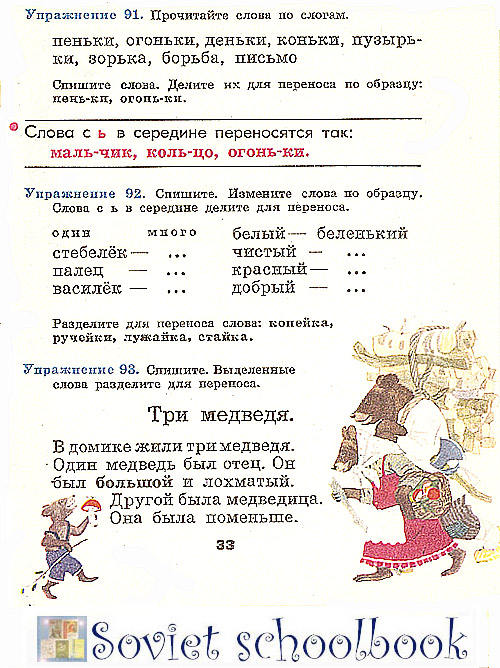 Упражнение 91. Прочитайте слова по слогам.
пеньки, огоньки, деньки, коньки, пузырь-
ки, зорька, борьба, письмо
Спишите слова. Делите их для переноса по образцу:
пень-ки, огонь-ки.
Слова с ь в середине переносятся так:
маль-чик, коль-цо, огонь-ки.
Упражнение 92. Спишите. Измените слова по образцу.
Слова с ь в середине делите для переноса.
один много белый — беленький
стебелёк — ... чистый — ...
палец — ... красный — ...
василёк — ... добрый — ...
Разделите для переноса слова: копейка,
ручейки, лужайка, стайка.
Упражнение 93. Спишите. Выделенные
слова разделите для переноса.
Три медведя.
В домике жили три медведя.
Один медведь был отец. Он
был большой и лохматый.
Другой была медведица.
Она была поменьше.
33
Soviet schoolbook